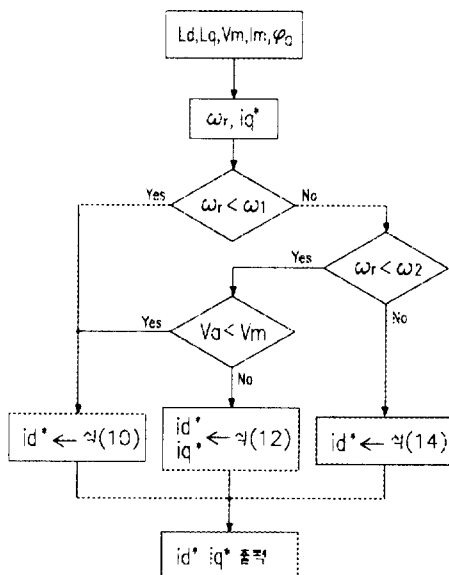 Ld,Lq,Vm,Im,φa
ωr, iq*
ωr < ω1
Yes
No
ωr < ω2
Yes
No
Va < Vm
Yes
No
id* ← 식(10)
id*
iq* ← 식(12)
id* ← 식(14)
id* iq* 출력